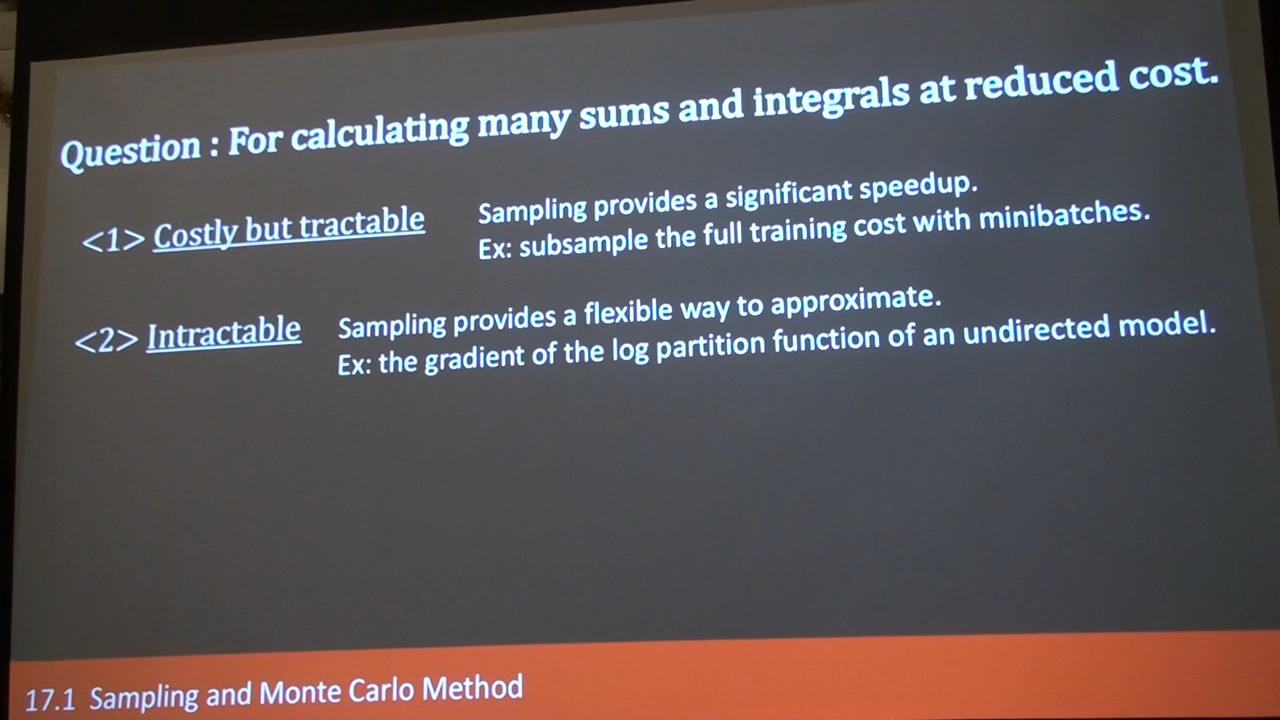 Question : For calculating many sums and integrals at reduced cost.
<1> Costly but tractable
Sampling provides a significant speedup.
Ex: subsample the full training cost with minibatches.
<2> Intractable
Sampling provides a flexible way to approximate.
Ex: the gradient of the log partition function of an undirected model.
17.1 Sampling and Monte Carlo Method